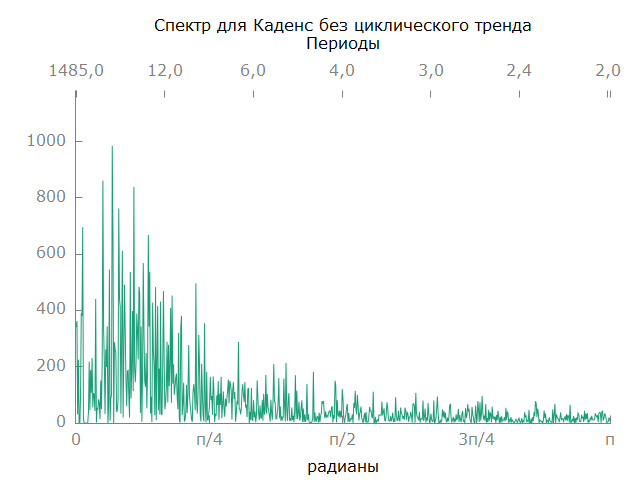 Спектр для Каденс без циклического тренда
Периоды
1485,0 12,0 6,0 4,0 3,0 2,4 2,0
1000
800
600
400
200
0
0 π/4 π/2 3π/4 π
радианы